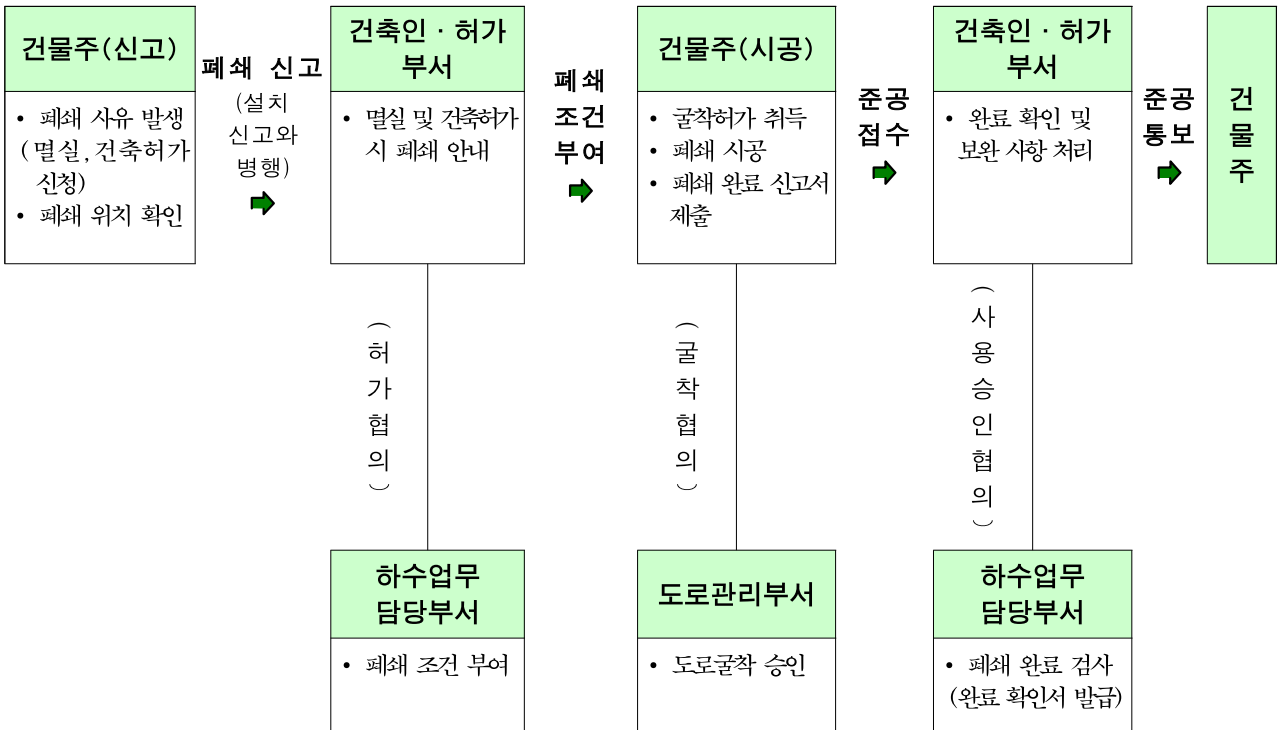 건물주(신고)
• 폐쇄 사유 발생
(멸실,건축허가
신청)
• 폐쇄 위치 확인
폐쇄 신고
(설치
신고와
병행)
건축인ㆍ허가
부서
• 멸실 및 건축허가
시 폐쇄 안내
폐쇄
조건
부여
건물주(시공)
• 굴착허가 취득
• 폐쇄 시공
• 폐쇄 완료 신고서
제출
준공
접수
건축인ㆍ허가
부서
• 완료 확인 및
보완 사항 처리
준공
통보
건
물
주
(허가협의)
(굴착협의)
(사용승인협의)
하수업무
담당부서
• 폐쇄 조건 부여
도로관리부서
• 도로굴착 승인
하수업무
담당부서
• 폐쇄 완료 검사
(완료 확인서 발급)